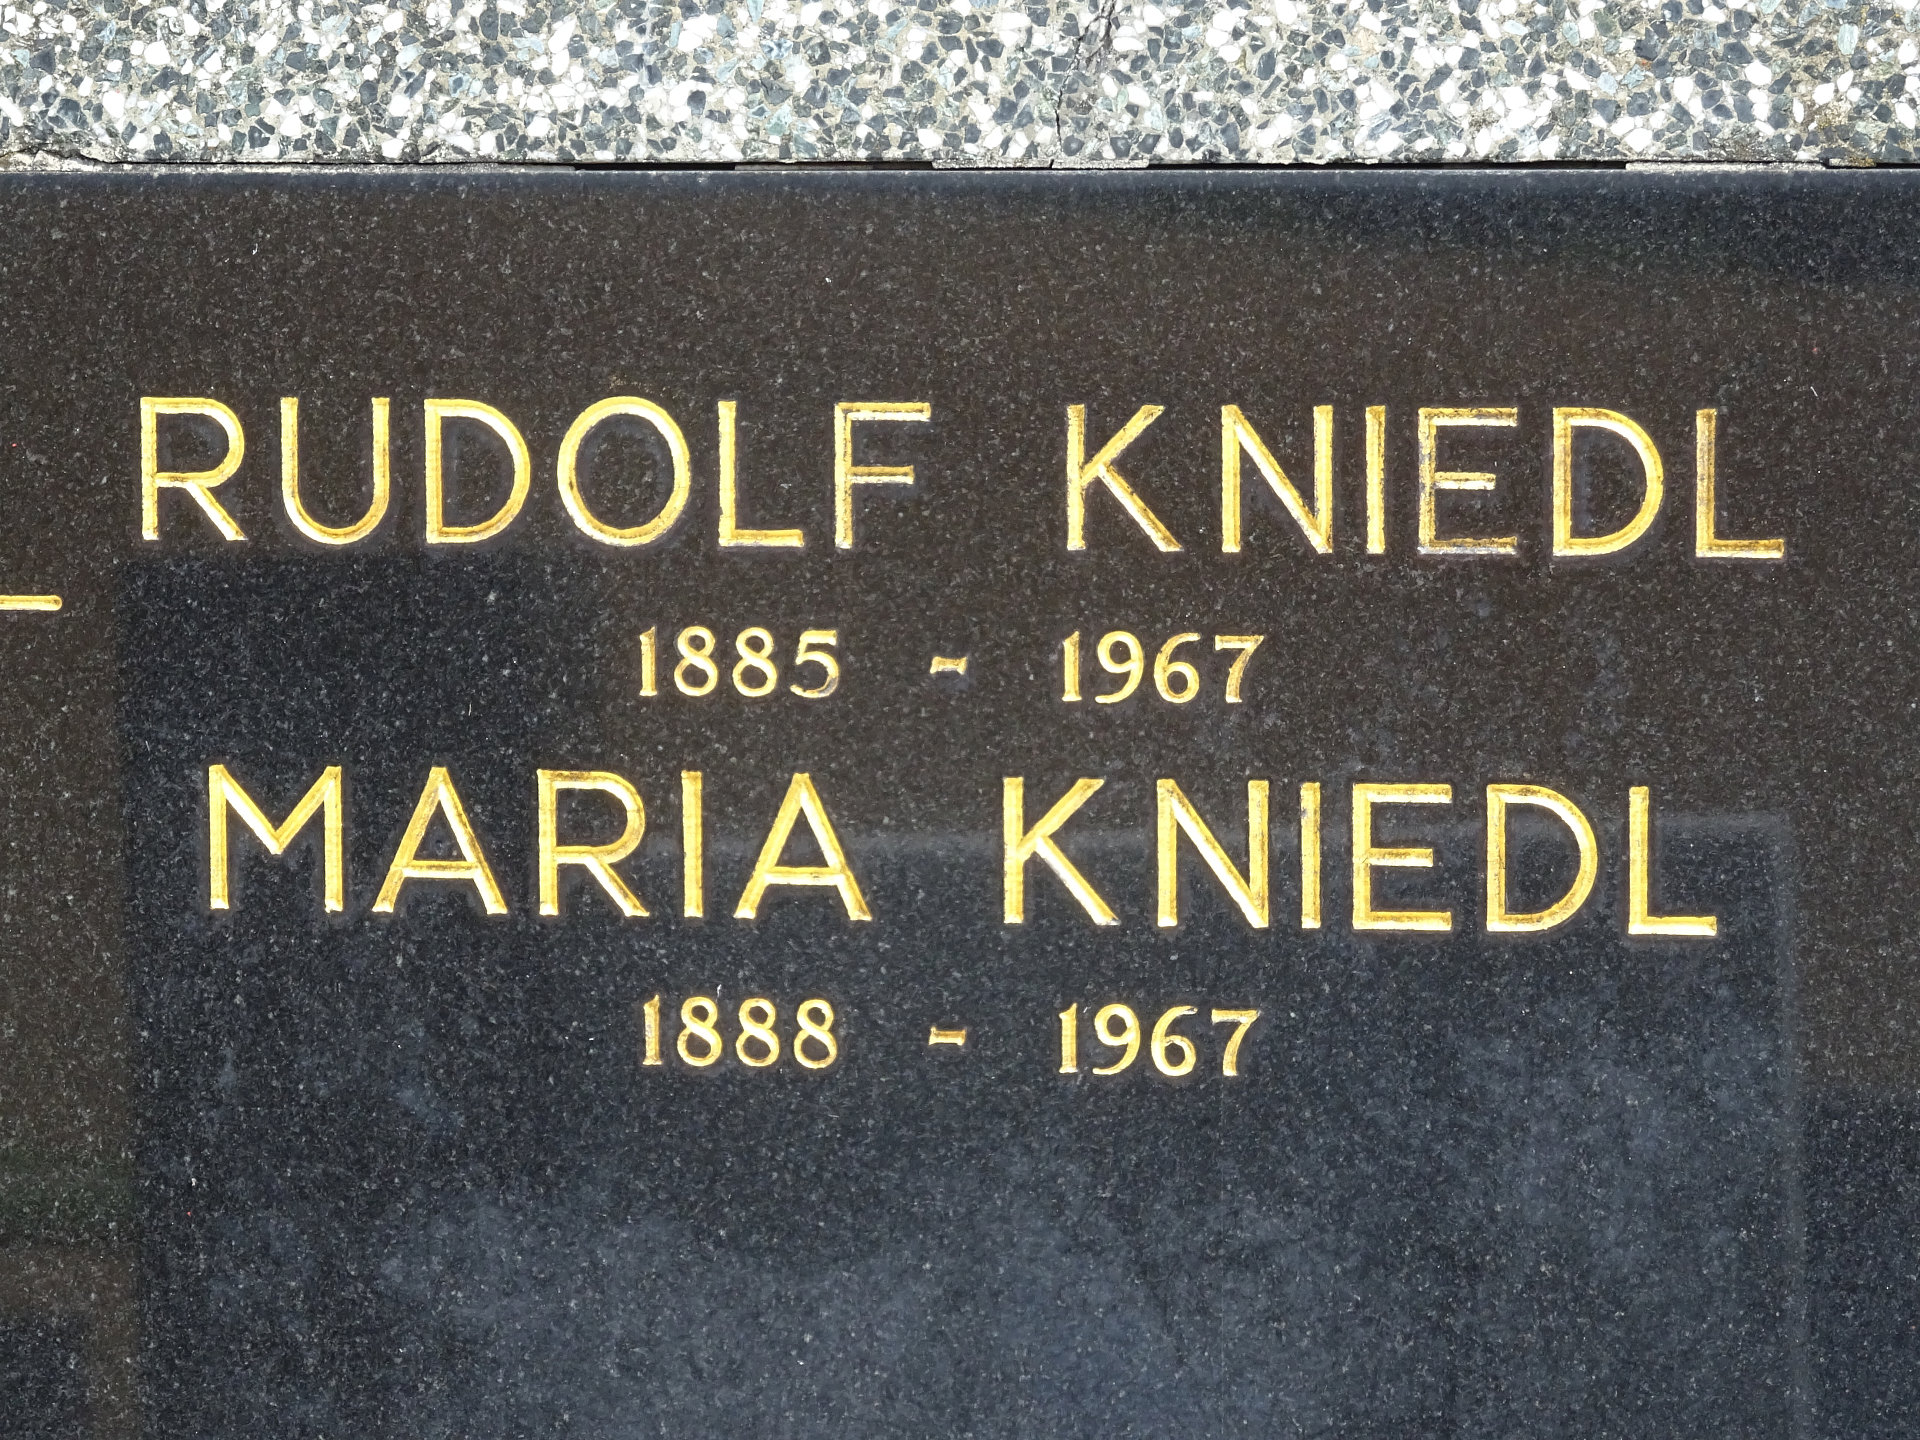 RUDOLF KNIEDL
1885 - 1967
MARIA KNIEDL
1888 - 1967